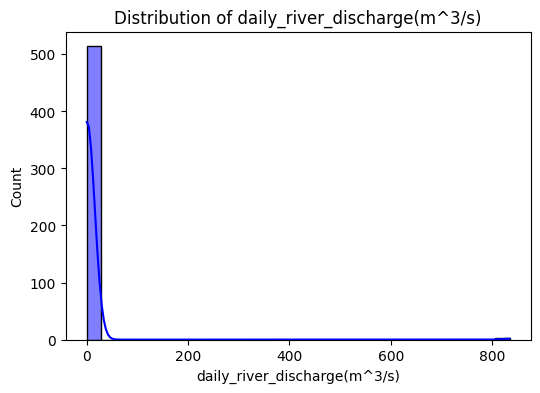 Distribution of daily_river_discharge(m^3/s)
500
400
300
200
100
0
Count
0 200 400 600 800
daily_river_discharge(m^3/s)